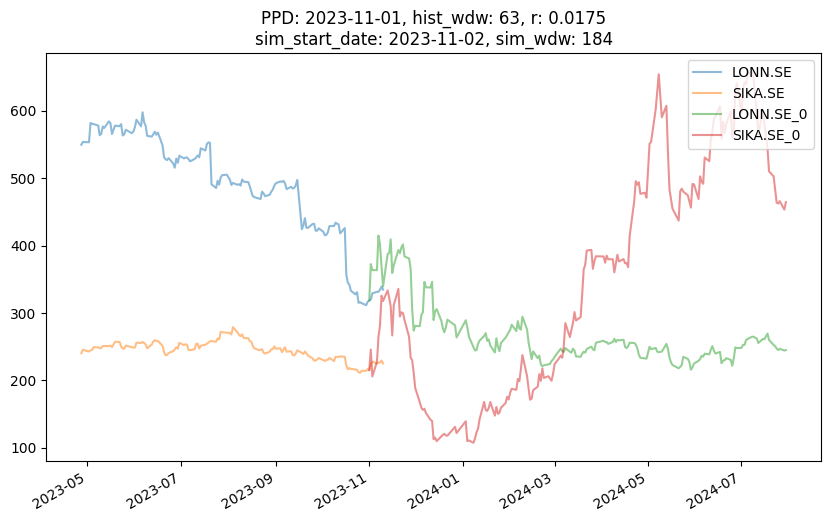 PPD: 2023-11-01, hist_wdw: 63, r: 0.0175
sim_start_date: 2023-11-02, sim_wdw: 184
LONN.SE
SIKA.SE
LONN.SE_0
SIKA.SE_0
600
500
400
300
200
100
2023-05
2023-07
2023-09
2023-11
2024-01
2024-03
2024-05
2024-07